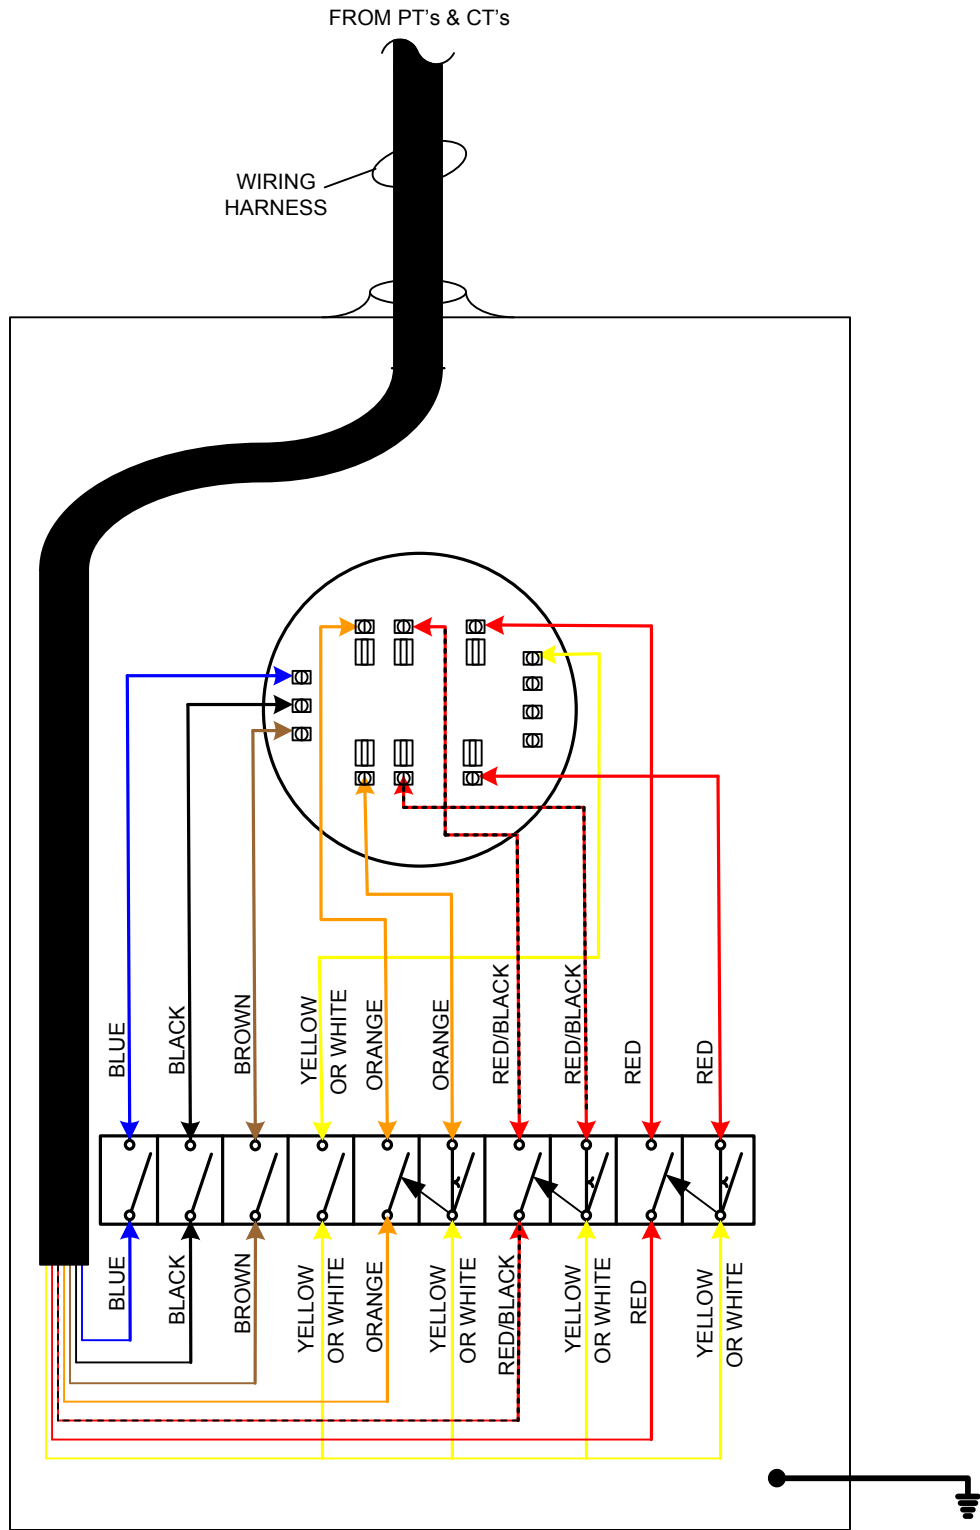 FROM PT's & CT's
WIRING
HARNESS
BLUE
BLACK
BROWN
YELLOW
OR WHITE
ORANGE
ORANGE
RED/BLACK
RED/BLACK
RED
RED
BLUE
BLACK
BROWN
YELLOW
OR WHITE
ORANGE
YELLOW
OR WHITE
RED/BLACK
YELLOW
OR WHITE
RED
YELLOW
OR WHITE